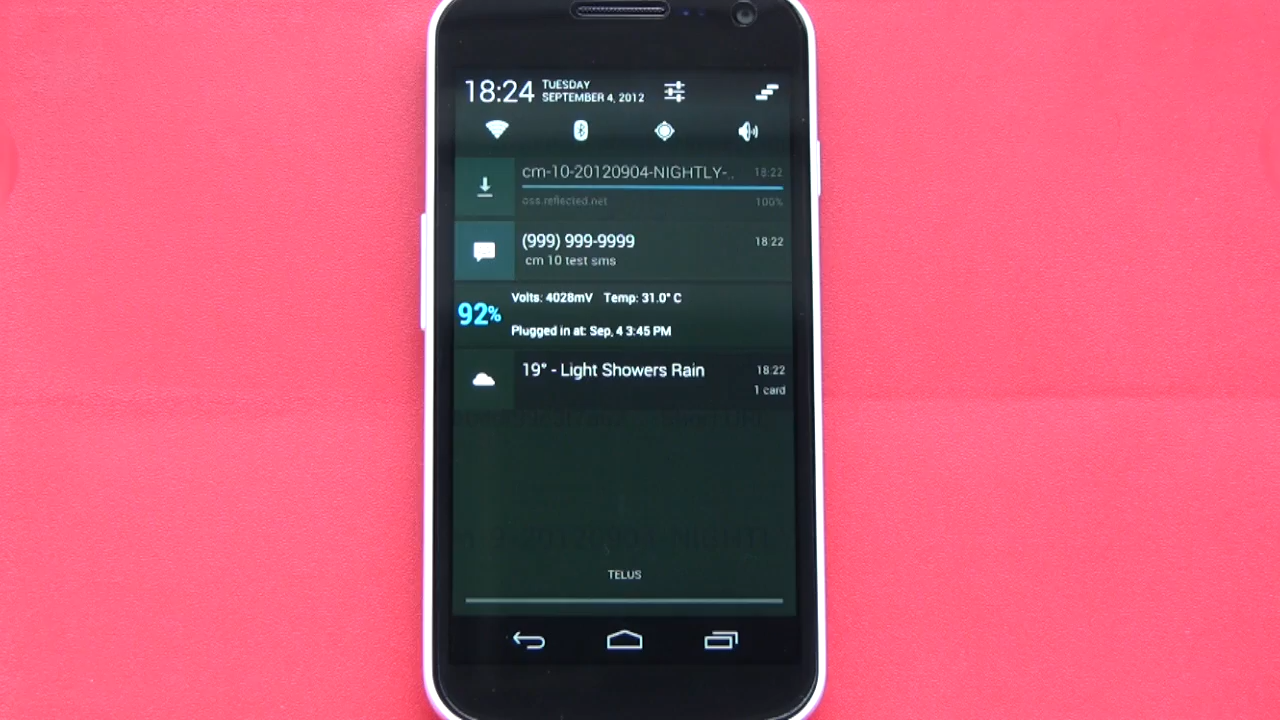 18:24 TUESDAY
SEPTEMBER 4, 2012
cm-10-20120904-NIGHTLY-.. 18:22
oss.reflected.net 100%
(999) 999-9999 18:22
cm 10 test sms
92% Volts: 4028mV Temp: 31.0° C
Plugged in at: Sep, 4 3:45 PM
19° - Light Showers Rain 18:22
1 card
TELUS